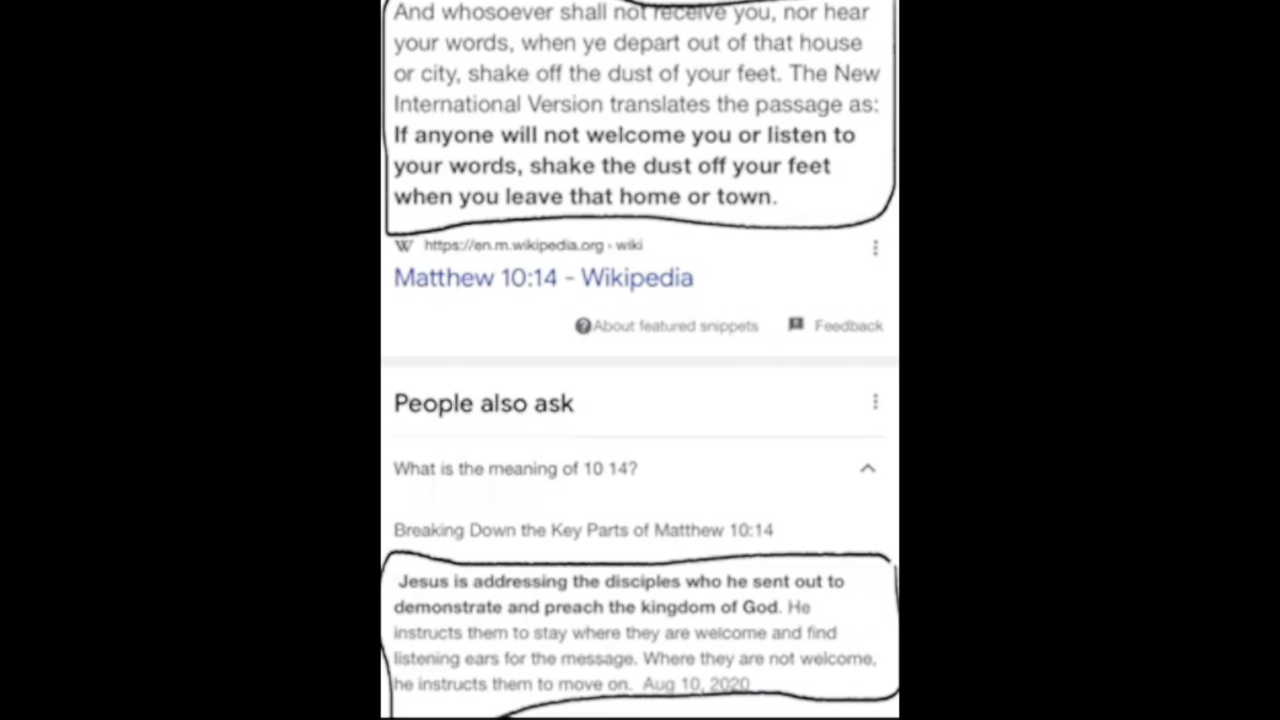 And whosoever shall not receive you, nor hear
your words, when ye depart out of that house
or city, shake off the dust of your feet. The New
International Version translates the passage as:
If anyone will not welcome you or listen to
your words, shake the dust off your feet
when you leave that home or town.
W https://en.m.wikipedia.org › wiki
Matthew 10:14 - Wikipedia
About featured snippets Feedback
People also ask
What is the meaning of 10 14?
Breaking Down the Key Parts of Matthew 10:14
Jesus is addressing the disciples who he sent out to
demonstrate and preach the kingdom of God. He
instructs them to stay where they are welcome and find
listening ears for the message. Where they are not welcome,
he instructs them to move on. Aug 10, 2020